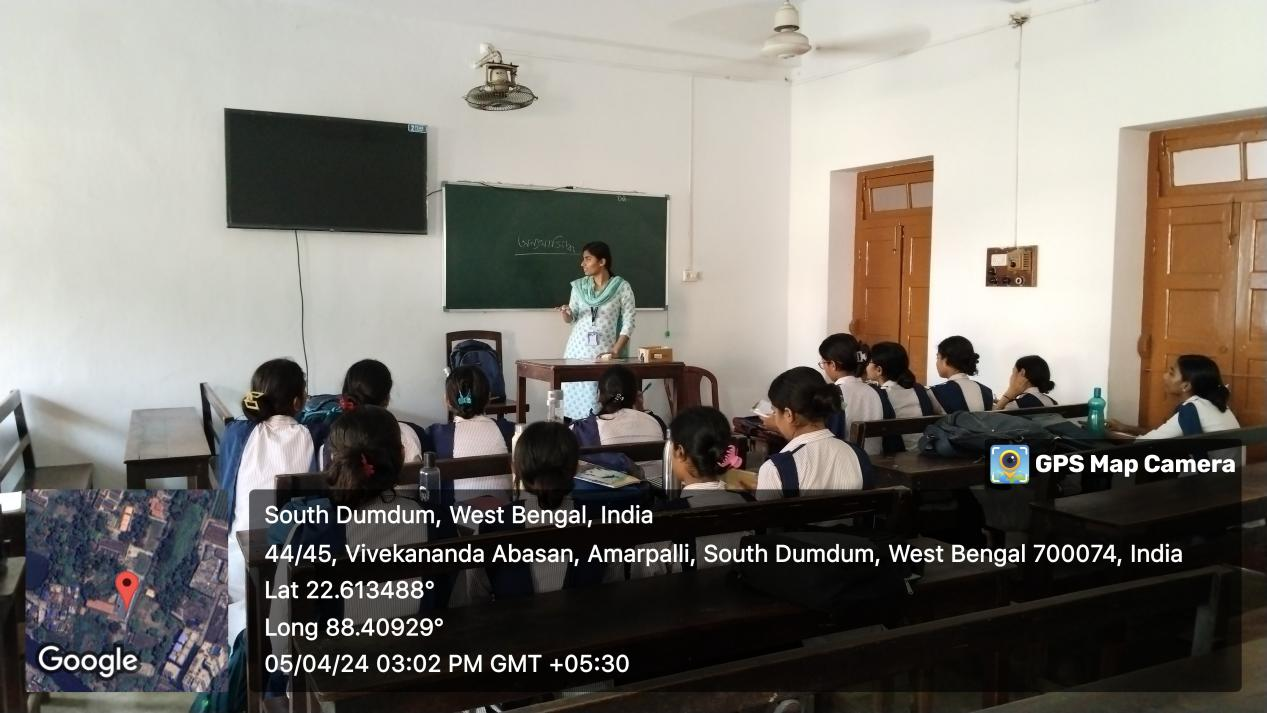 GPS Map Camera
South Dumdum, West Bengal, India
44/45, Vivekananda Abasan, Amarpalli, South Dumdum, West Bengal 700074, India
Lat 22.613488°
Long 88.40929°
05/04/24 03:02 PM GMT +05:30
Google